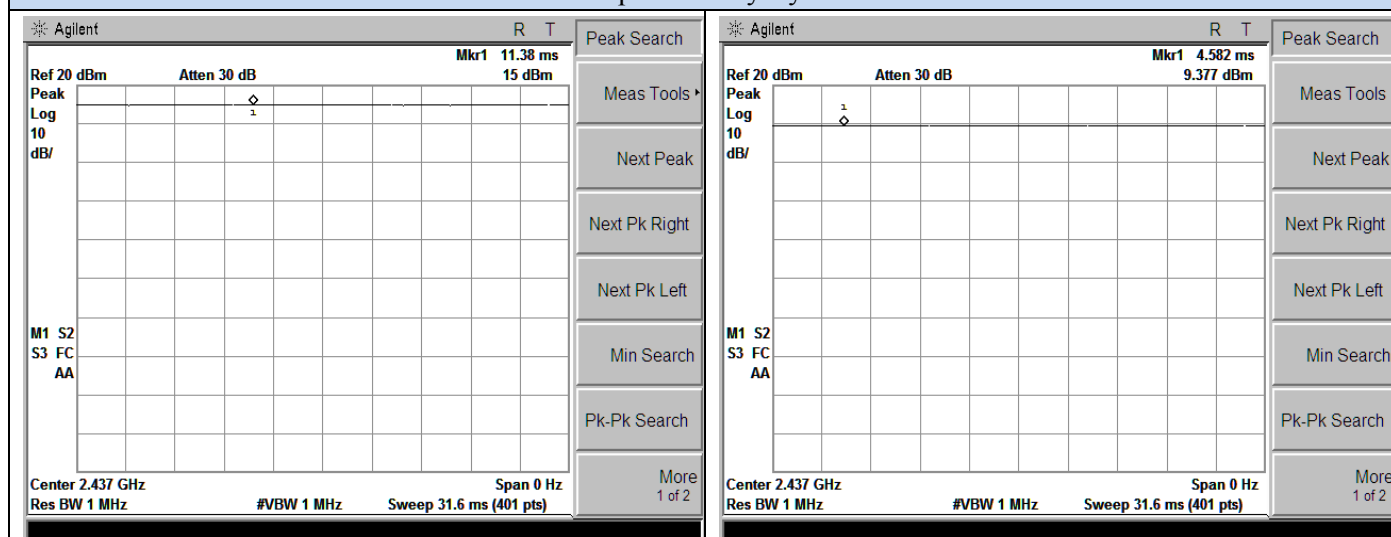 Agilent R T
Mkr1 11.38 ms
Ref 20 dBm Atten 30 dB 15 dBm
Peak
Log
10
dB/
1
M1 S2
S3 FC
AA
Center 2.437 GHz Span 0 Hz
Res BW 1 MHz #VBW 1 MHz Sweep 31.6 ms (401 pts)
Peak Search
Meas Tools
Next Peak
Next Pk Right
Next Pk Left
Min Search
Pk-Pk Search
More
1 of 2
Agilent R T
Mkr1 4.582 ms
Ref 20 dBm Atten 30 dB 9.377 dBm
Peak
Log
10
dB/
1
M1 S2
S3 FC
AA
Center 2.437 GHz Span 0 Hz
Res BW 1 MHz #VBW 1 MHz Sweep 31.6 ms (401 pts)
Peak Search
Meas Tools
Next Peak
Next Pk Right
Next Pk Left
Min Search
Pk-Pk Search
More
1 of 2